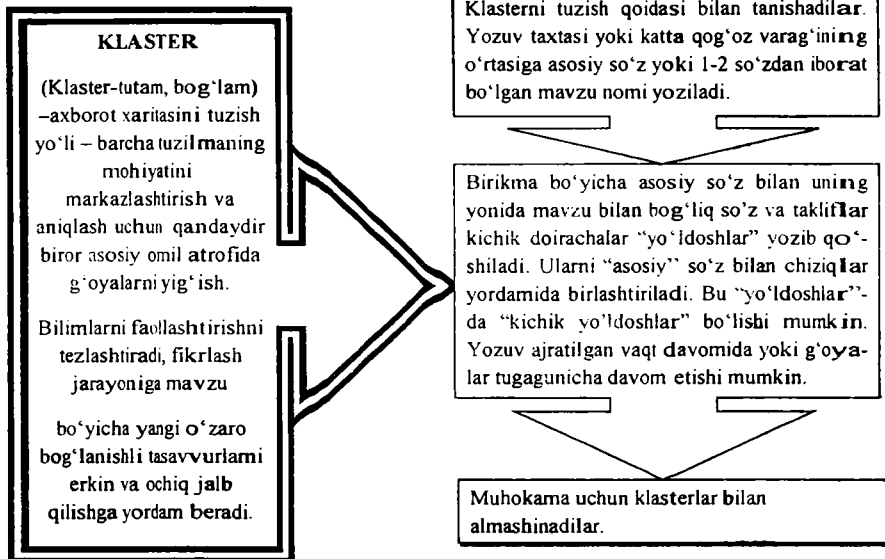 KLASTER
(Klaster-tutam, bog‘lam)
–axborot xaritasini tuzish
yo‘li – barcha tuzilmaning
mohiyatini
markazlashtirish va
aniqlash uchun qandaydir
biror asosiy omil atrofida
g‘oyalarni yig‘ish.
Bilimlarni faollashtirishni
tezlashtiradi, fikrlash
jarayoniga mavzu
bo‘yicha yangi o‘zaro
bog‘lanishli tasavvurlarni
erkin va ochiq jalb
qilishga yordam beradi.
Klasterni tuzish qoidasi bilan tanishadilar.
Yozuv taxtasi yoki katta qog‘oz varag‘ining
o‘rtasiga asosiy so‘z yoki 1-2 so‘zdan iborat
bo‘lgan mavzu nomi yoziladi.
Birikma bo‘yicha asosiy so‘z bilan uning
yonida mavzu bilan bog‘liq so‘z va takliflar
kichik doirachalar “yo‘ldoshlar” yozib qo‘-
shiladi. Ularni “asosiy” so‘z bilan chiziqlar
yordamida birlashtiriladi. Bu “yo‘ldoshlar”-
da “kichik yo‘ldoshlar” bo‘lishi mumkin.
Yozuv ajratilgan vaqt davomida yoki g‘oya-
lar tugagunicha davom etishi mumkin.
Muhokama uchun klasterlar bilan
almashinadilar.